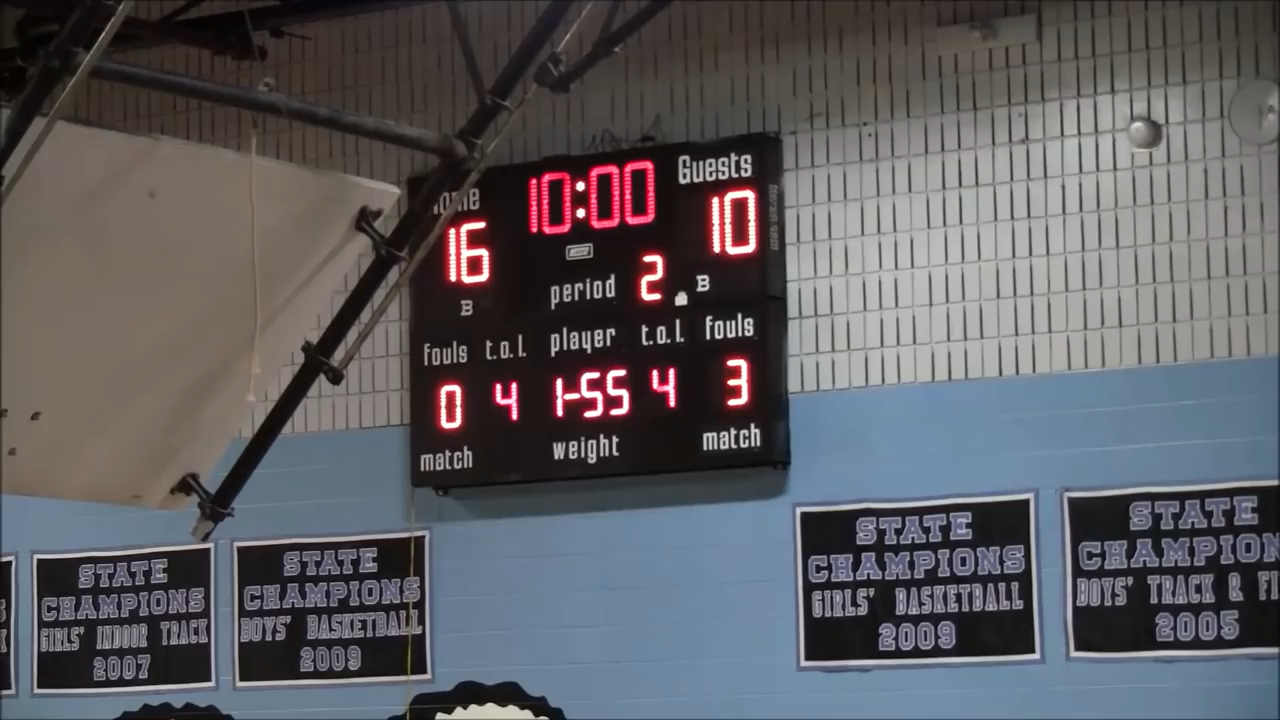 Home 10:00 Guests
16 10
period 2 B
B
fouls t.o.l. player t.o.l. fouls
0 4 1-55 4 3
match weight match
STATE
CHAMPIONS
GIRLS' INDOOR TRACK
2007
STATE
CHAMPIONS
BOYS' BASKETBALL
2009
STATE
CHAMPIONS
GIRLS' BASKETBALL
2009
STATE
CHAMPION
BOYS' TRACK & FI
2005